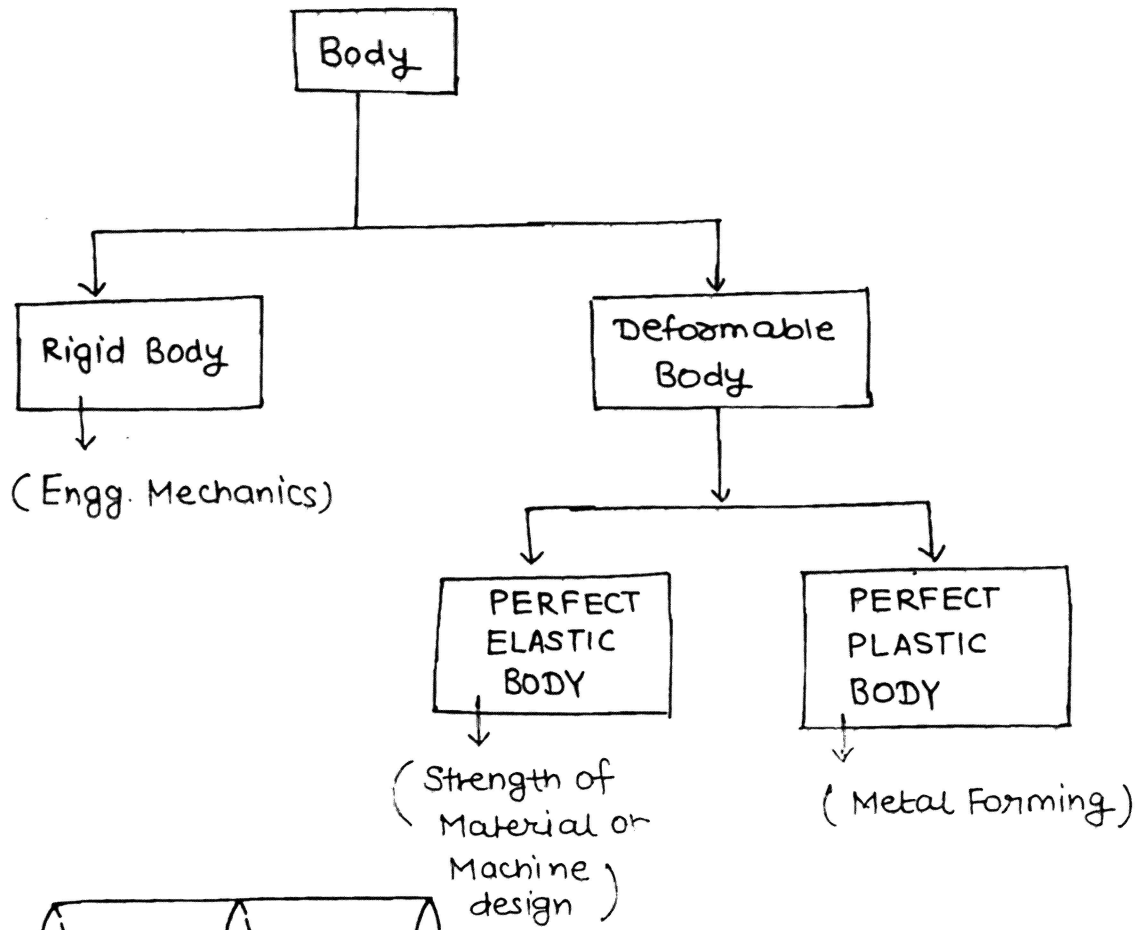 Body
Rigid Body
Deformable
Body
(Engg. Mechanics)
PERFECT
ELASTIC
BODY
PERFECT
PLASTIC
BODY
(Strength of
Material or
Machine
design)
(Metal Forming)